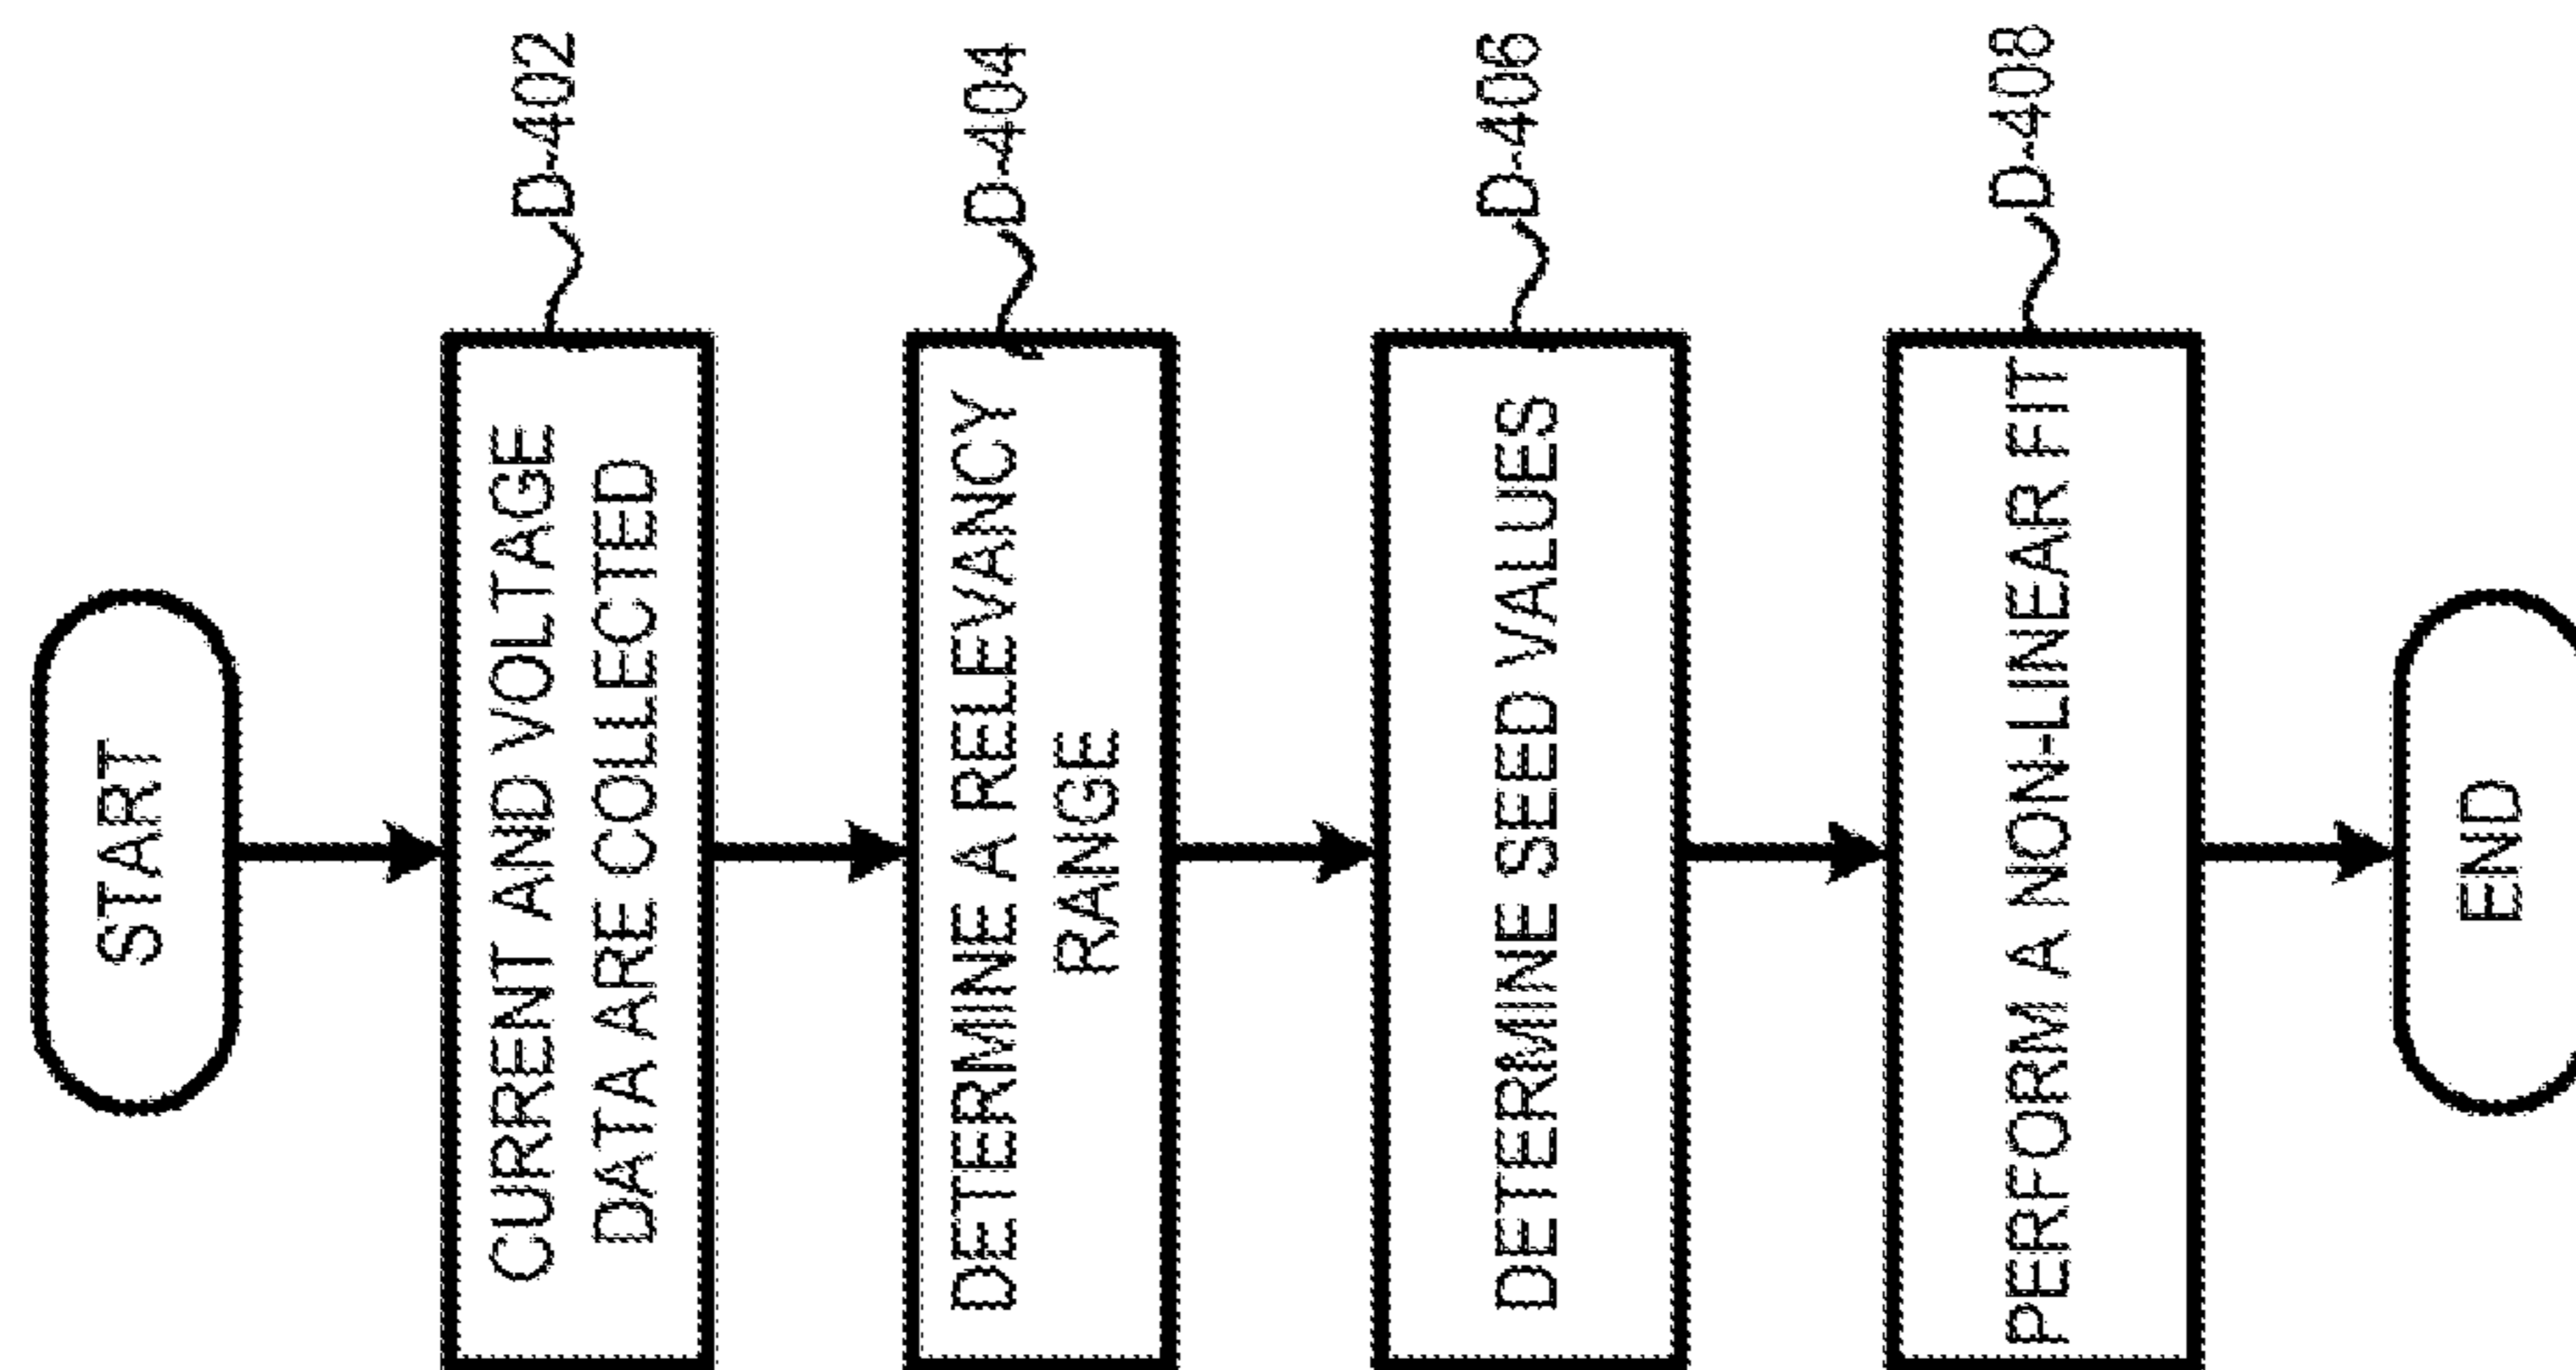 START
CURRENT AND VOLTAGE
DATA ARE COLLECTED
D-402
DETERMINE A RELEVANCY
RANGE
D-404
DETERMINE SEED VALUES
D-406
PERFORM A NON-LINEAR FIT
D-408
END